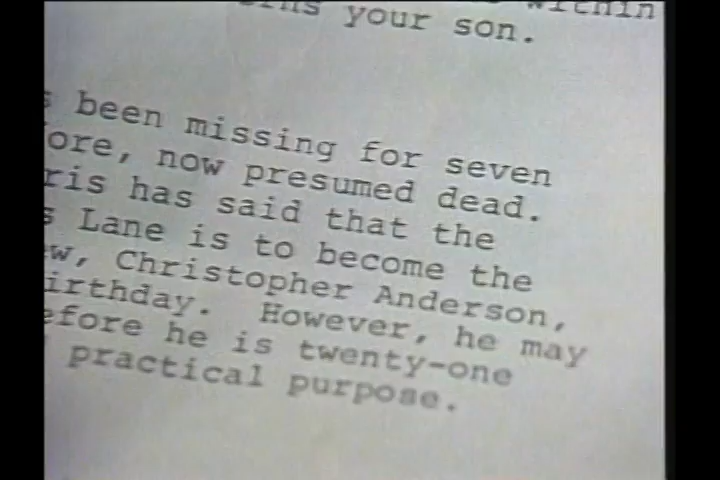 your son.
been missing for seven
ore, now presumed dead.
ris has said that the
s Lane is to become the
ew, Christopher Anderson,
irthday. However, he may
efore he is twenty-one
practical purpose.